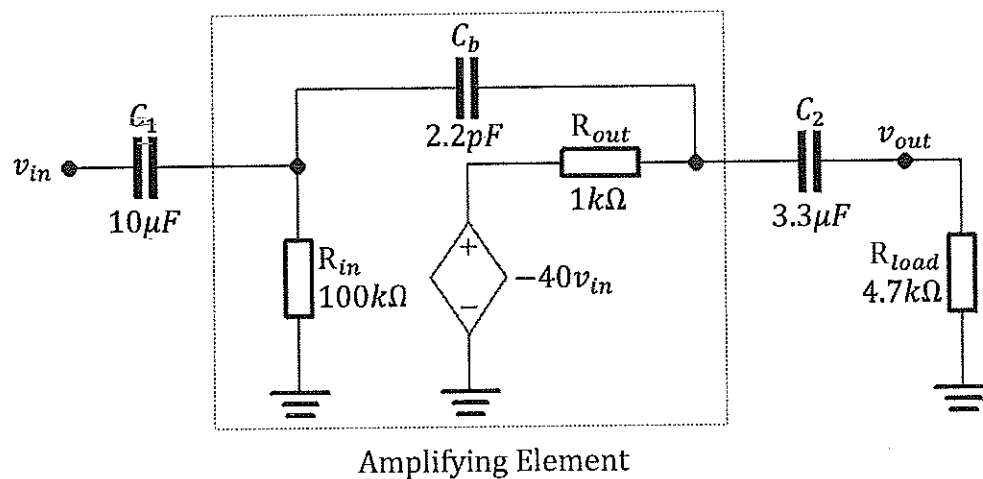 C_b
2.2pF
C_1
v_in
10μF
R_out
1kΩ
C_2
3.3μF
v_out
R_in
100kΩ
+
−
−40v_in
R_load
4.7kΩ
Amplifying Element